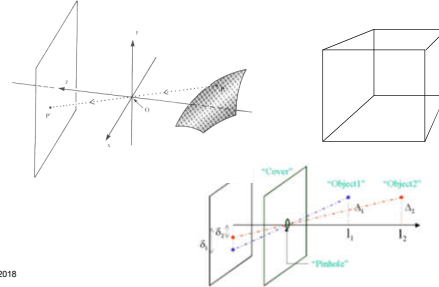 y
z
P
O
P'
x
"Cover"
"Object1"
"Object2"
δ₂
δ₁
Δ₁
Δ₂
l₁
l₂
"Pinhole"
2018